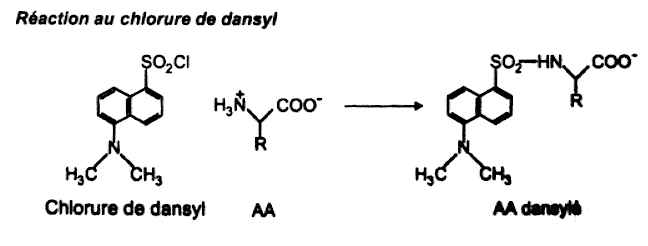 Réaction au chlorure de dansyl
SO₂Cl
H₃N⁺ COO⁻
R
N
H₃C CH₃
SO₂—HN COO⁻
R
N
H₃C CH₃
Chlorure de dansyl AA AA dansylé